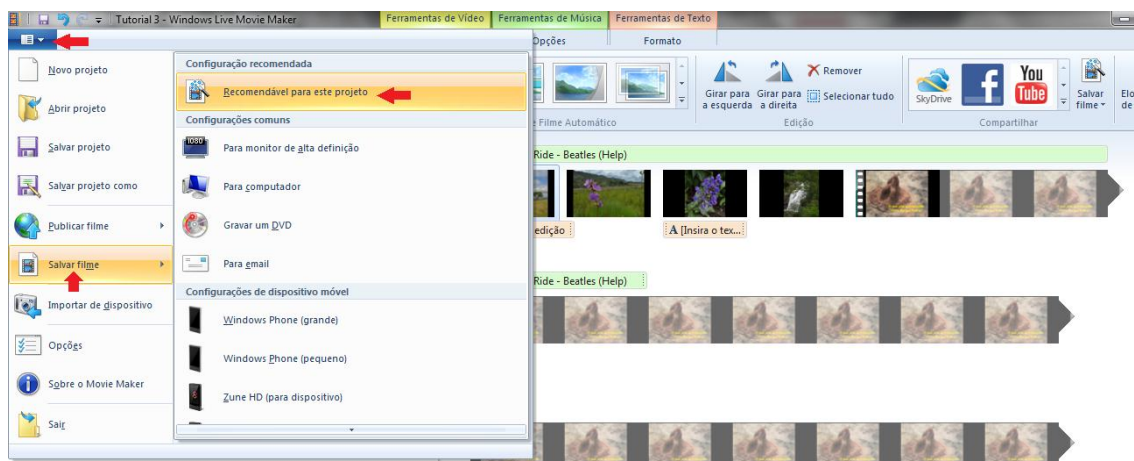 Tutorial 3 - Windows Live Movie Maker
Ferramentas de Vídeo
Ferramentas de Música
Ferramentas de Texto
Opções
Formato
Novo projeto
Abrir projeto
Salvar projeto
Salvar projeto como
Publicar filme
Salvar filme
Importar de dispositivo
Opções
Sobre o Movie Maker
Sair
Configuração recomendada
Recomendável para este projeto
Configurações comuns
1080
Para monitor de alta definição
Para computador
Gravar um DVD
Para email
Configurações de dispositivo móvel
Windows Phone (grande)
Windows Phone (pequeno)
Zune HD (para dispositivo)
Filme Automático
Girar para a esquerda
Girar para a direita
Remover
Selecionar tudo
Edição
SkyDrive
f
You Tube
Salvar filme
Compartilhar
Ride - Beatles (Help)
edição
A [Insira o tex...
Ride - Beatles (Help)